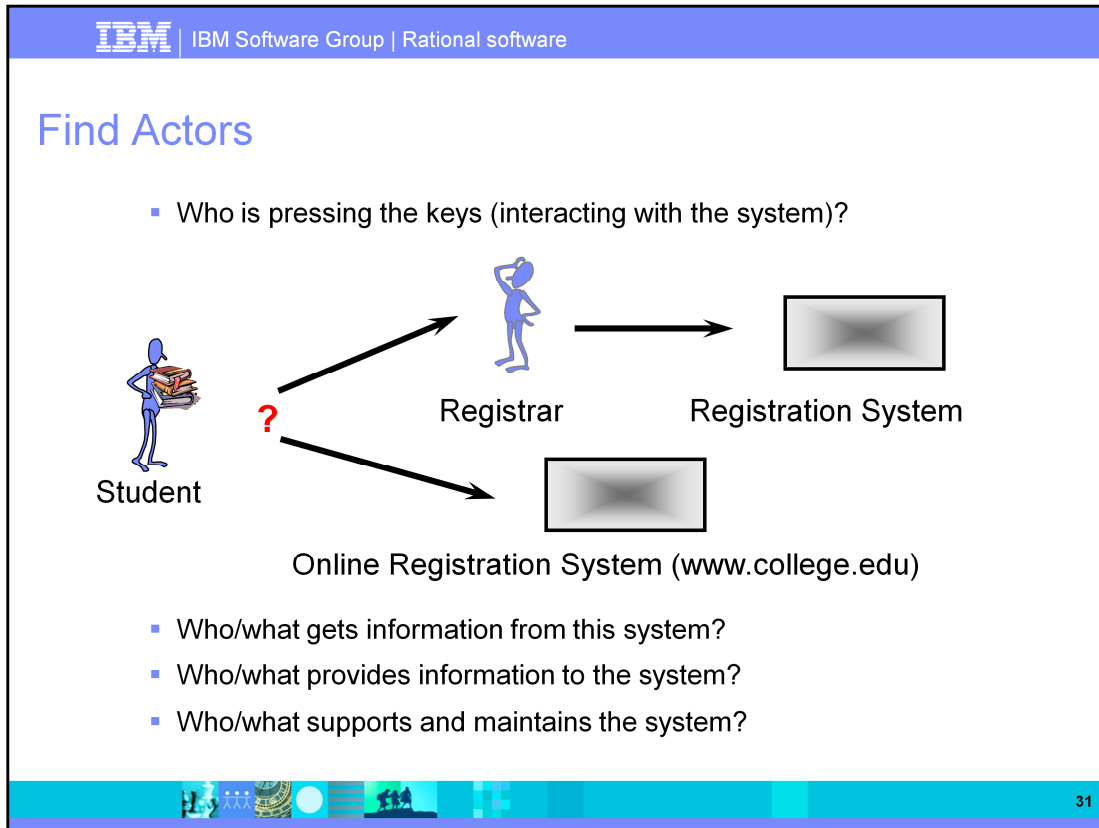 IBM | IBM Software Group | Rational software
Find Actors
▪ Who is pressing the keys (interacting with the system)?
?
Registrar
Registration System
Student
Online Registration System (www.college.edu)
▪ Who/what gets information from this system?
▪ Who/what provides information to the system?
▪ Who/what supports and maintains the system?
31